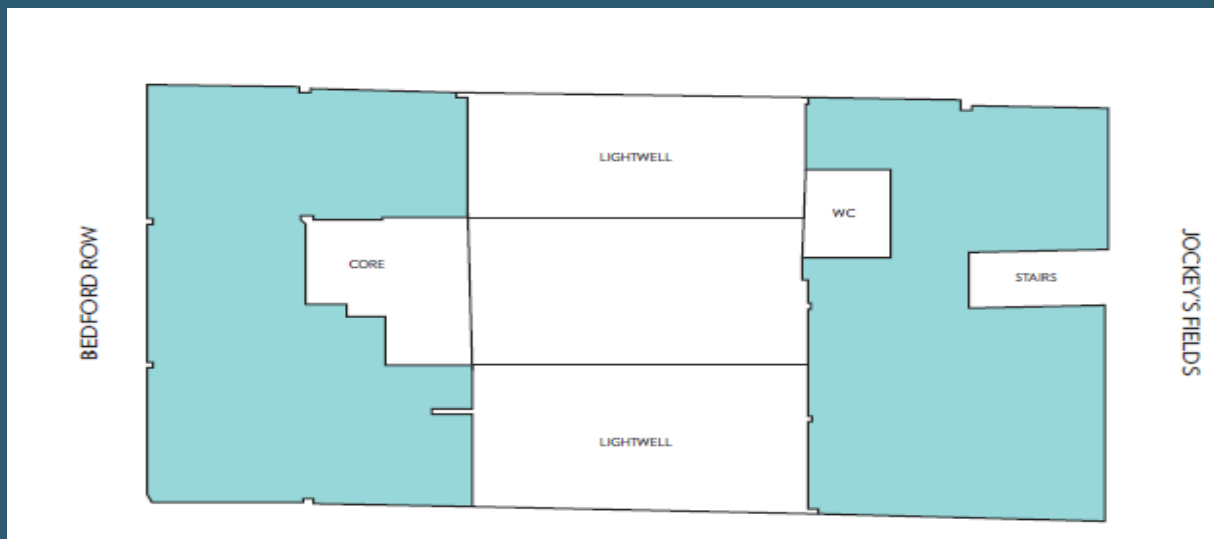 LIGHTWELL
WC
BEDFORD ROW
CORE
STAIRS
JOCKEY'S FIELDS
LIGHTWELL